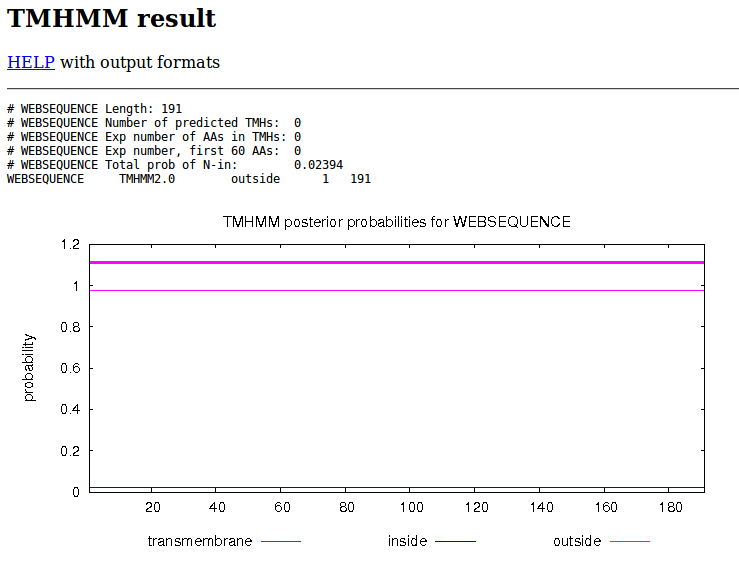 TMHMM result
HELP with output formats
# WEBSEQUENCE Length: 191
# WEBSEQUENCE Number of predicted TMHs:  0
# WEBSEQUENCE Exp number of AAs in TMHs: 0
# WEBSEQUENCE Exp number, first 60 AAs:  0
# WEBSEQUENCE Total prob of N-in:        0.02394
WEBSEQUENCE     TMHMM2.0        outside      1   191
TMHMM posterior probabilities for WEBSEQUENCE
1.2
1
0.8
0.6
0.4
0.2
0
probability
20 40 60 80 100 120 140 160 180
transmembrane inside outside